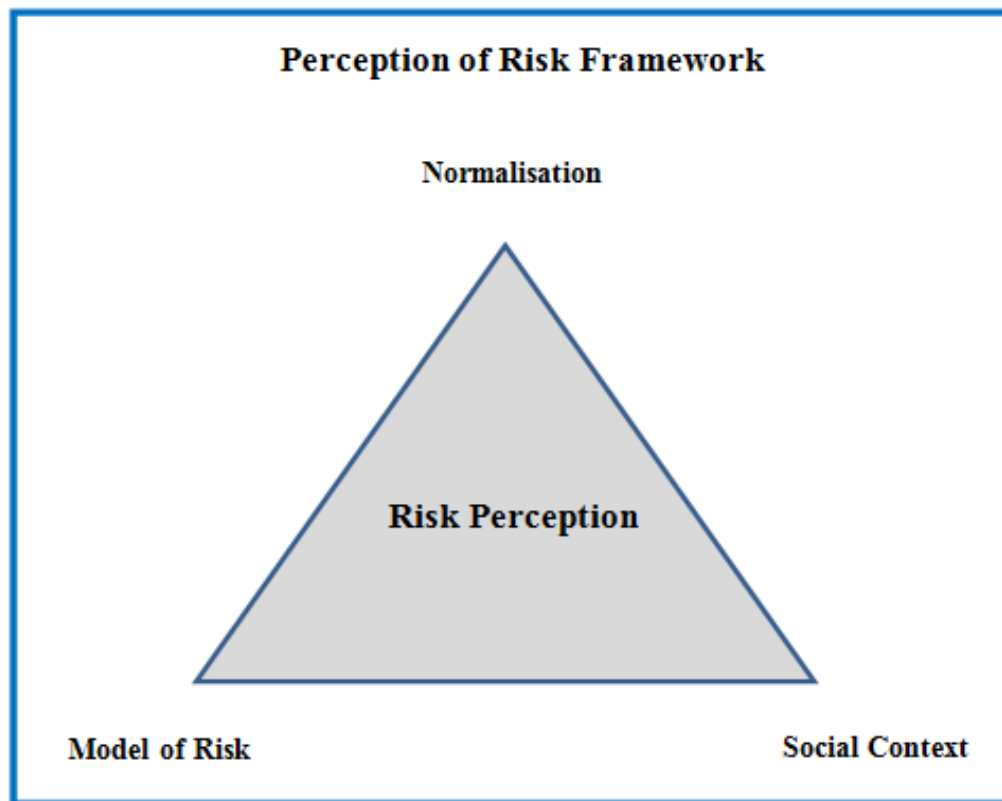 Perception of Risk Framework
Normalisation
Risk Perception
Model of Risk
Social Context